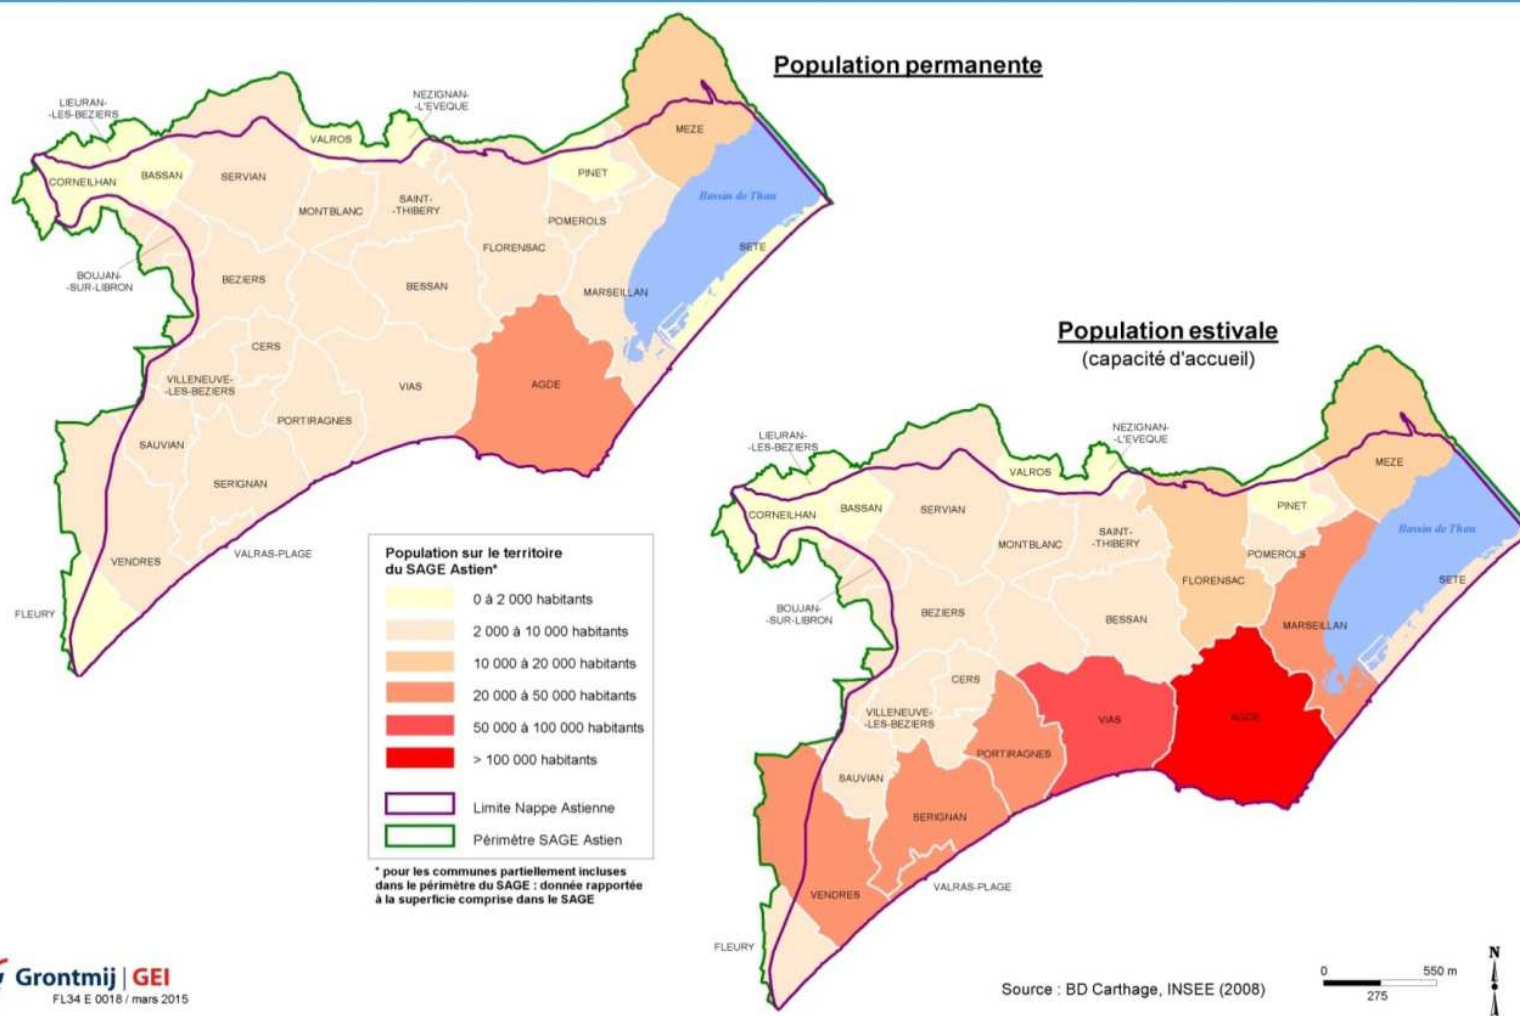 Population permanente
LIEURAN-
-LES-BEZIERS
NEZIGNAN-
-L'EVEQUE
VALROS
MEZE
CORNEILHAN
BASSAN
SERVIAN
PINET
MONTBLANC
SAINT-
-THIBERY
Bassin de Thau
POMEROLS
FLORENSAC
SETE
BOUJAN-
-SUR-LIBRON
BEZIERS
BESSAN
MARSEILLAN
CERS
VILLENEUVE-
-LES-BEZIERS
VIAS
AGDE
PORTIRAGNES
SAUVIAN
SERIGNAN
VENDRES
VALRAS-PLAGE
FLEURY
Population sur le territoire
du SAGE Astien*
0 à 2 000 habitants
2 000 à 10 000 habitants
10 000 à 20 000 habitants
20 000 à 50 000 habitants
50 000 à 100 000 habitants
> 100 000 habitants
Limite Nappe Astienne
Périmètre SAGE Astien
* pour les communes partiellement incluses
dans le périmètre du SAGE : donnée rapportée
à la superficie comprise dans le SAGE
Population estivale
(capacité d'accueil)
LIEURAN-
-LES-BEZIERS
NEZIGNAN-
-L'EVEQUE
VALROS
MEZE
CORNEILHAN
BASSAN
SERVIAN
PINET
MONTBLANC
SAINT-
-THIBERY
Bassin de Thau
POMEROLS
FLORENSAC
SETE
BOUJAN-
-SUR-LIBRON
BEZIERS
BESSAN
MARSEILLAN
CERS
VILLENEUVE-
-LES-BEZIERS
VIAS
AGDE
PORTIRAGNES
SAUVIAN
SERIGNAN
VENDRES
VALRAS-PLAGE
FLEURY
Grontmij | GEI
FL34 E 0018 / mars 2015
Source : BD Carthage, INSEE (2008)
0 550 m
275
N